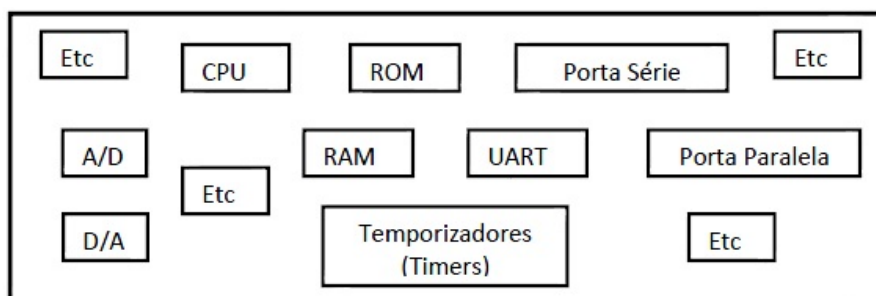 Etc
CPU
ROM
Porta Série
Etc
A/D
RAM
UART
Porta Paralela
Etc
D/A
Temporizadores
(Timers)
Etc